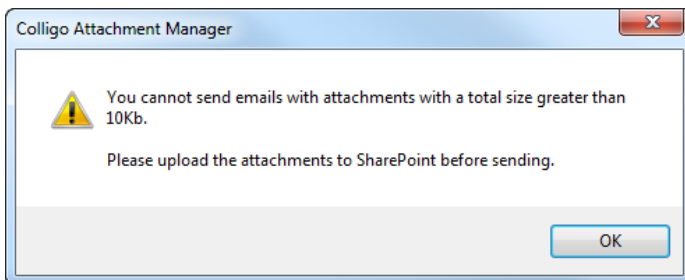 Colligo Attachment Manager
You cannot send emails with attachments with a total size greater than
10Kb.
Please upload the attachments to SharePoint before sending.
OK